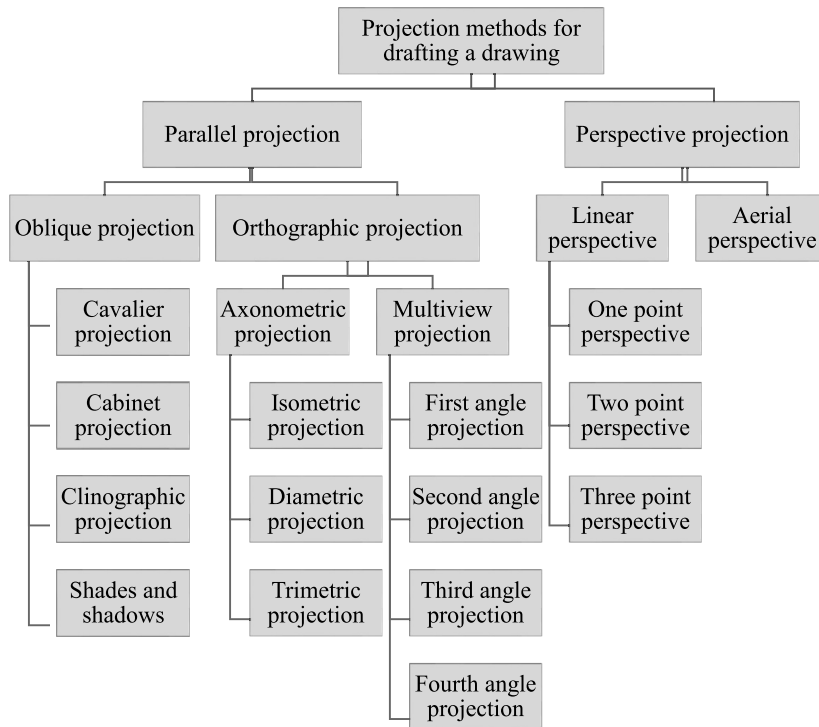 Projection methods for
drafting a drawing
Parallel projection
Perspective projection
Oblique projection
Orthographic projection
Linear
perspective
Aerial
perspective
Cavalier
projection
Axonometric
projection
Multiview
projection
One point
perspective
Cabinet
projection
Isometric
projection
First angle
projection
Two point
perspective
Clinographic
projection
Diametric
projection
Second angle
projection
Three point
perspective
Shades and
shadows
Trimetric
projection
Third angle
projection
Fourth angle
projection